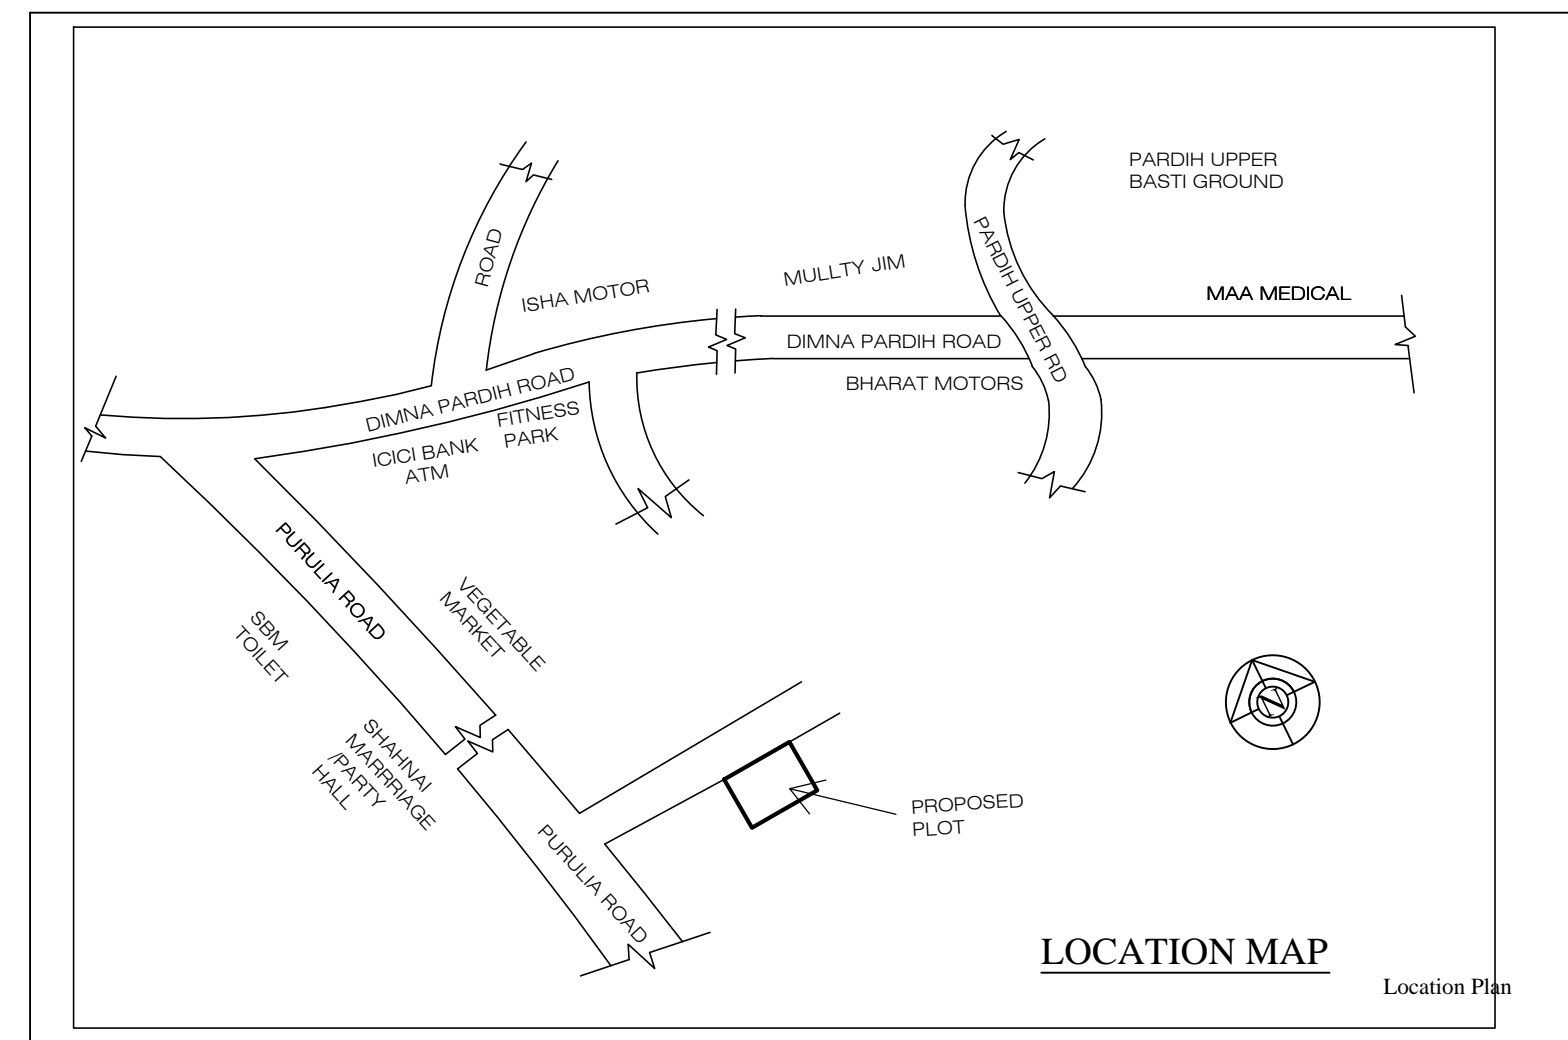 PARDIH UPPER
BASTI GROUND
ROAD
ISHA MOTOR
MULLTY JIM
PARDIH UPPER RD
MAA MEDICAL
DIMNA PARDIH ROAD
DIMNA PARDIH ROAD
BHARAT MOTORS
FITNESS
PARK
ICICI BANK
ATM
PURULIA ROAD
VEGETABLE
MARKET
SBM
TOILET
SHAHNAI
MARRRIAGE
/PARTY
HALL
N
PROPOSED
PLOT
PURULIA ROAD
LOCATION MAP
Location Plan